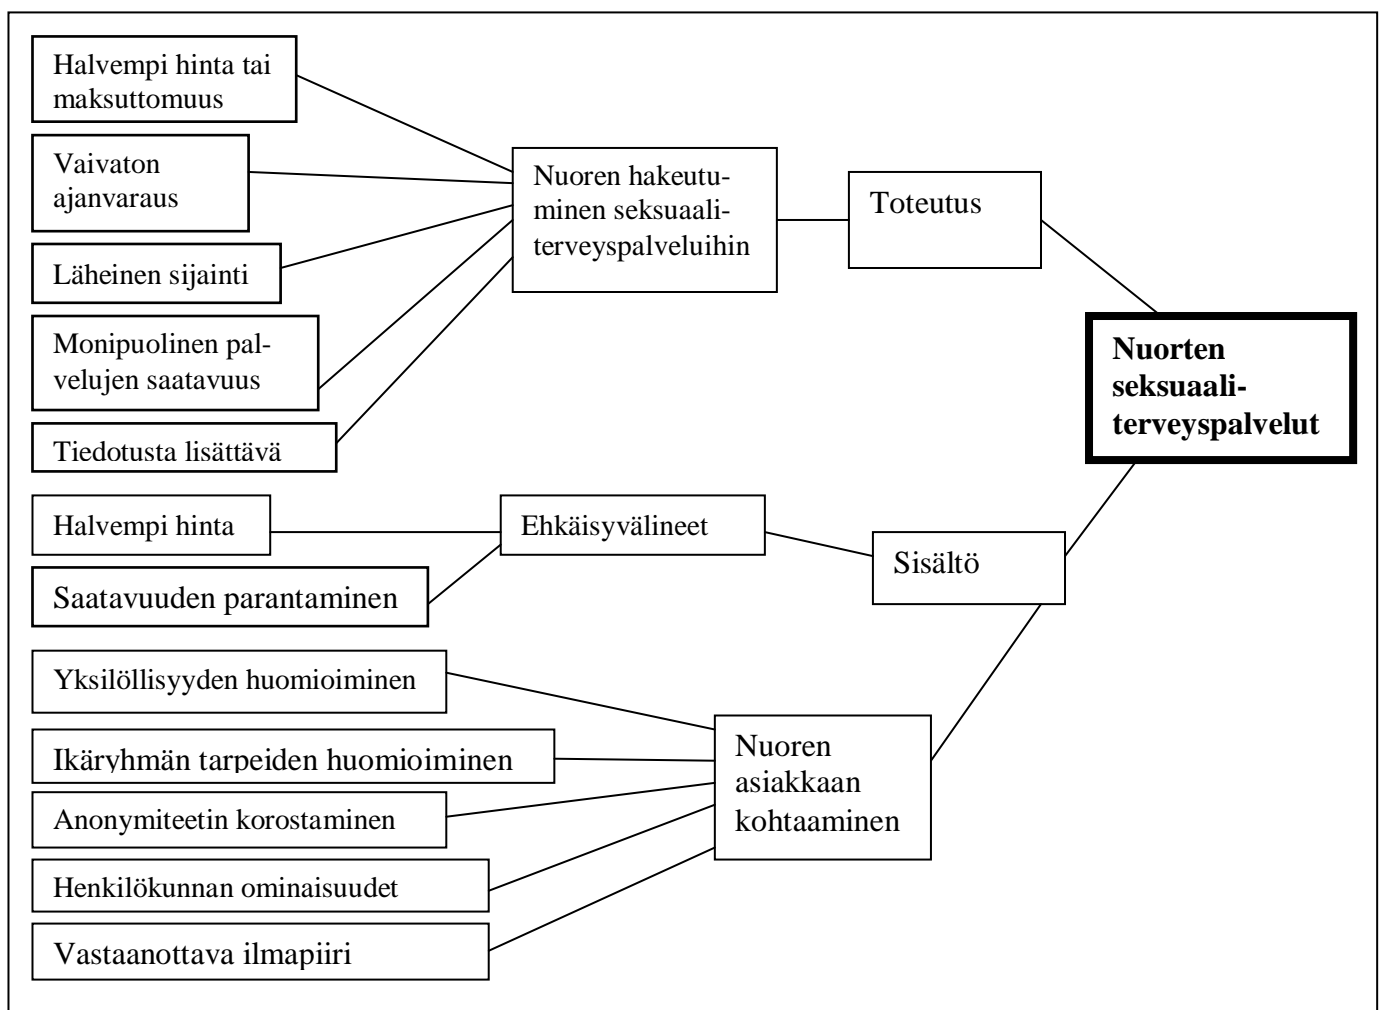 Halvempi hinta tai
maksuttomuus
Vaivaton
ajanvaraus
Läheinen sijainti
Monipuolinen pal-
velujen saatavuus
Tiedotusta lisättävä
Nuoren hakeutu-
minen seksuaali-
terveyspalveluihin
Toteutus
Nuorten
seksuaali-
terveyspalvelut
Halvempi hinta
Saatavuuden parantaminen
Ehkäisyvälineet
Sisältö
Yksilöllisyyden huomioiminen
Ikäryhmän tarpeiden huomioiminen
Anonymiteetin korostaminen
Henkilökunnan ominaisuudet
Vastaanottava ilmapiiri
Nuoren
asiakkaan
kohtaaminen